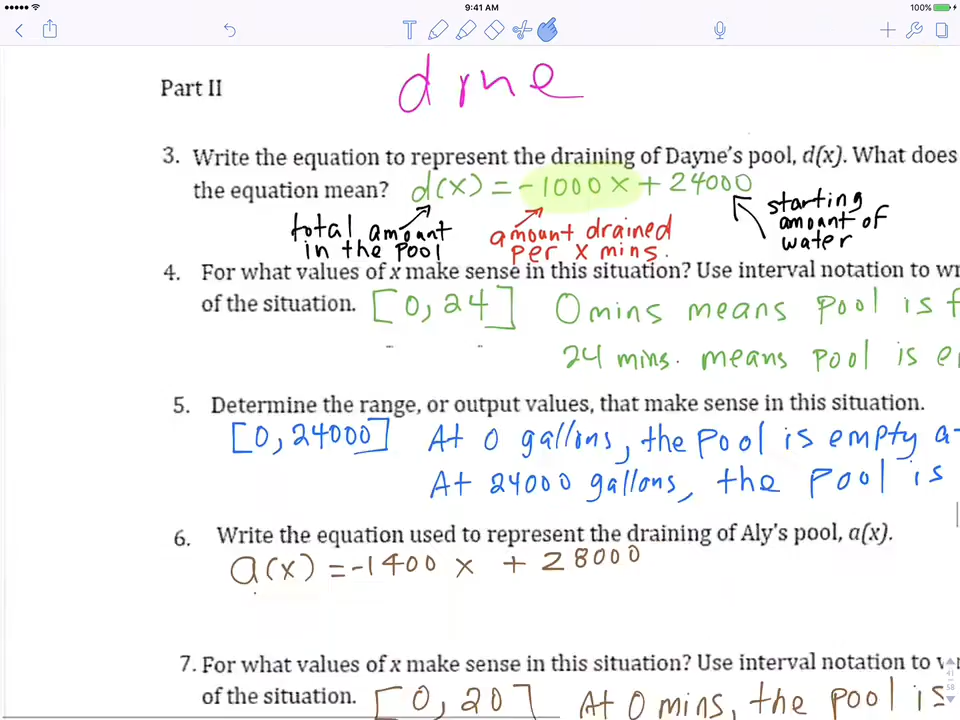 9:41 AM
100%
T
Part II
dyne
3. Write the equation to represent the draining of Dayne's pool, d(x). What does
the equation mean? d(x) = -1000x + 24000
total amount in the pool
amount drained per x mins.
starting amount of water
4. For what values of x make sense in this situation? Use interval notation to
of the situation. [0, 24] 0 mins means pool is
24 mins. means pool is
5. Determine the range, or output values, that make sense in this situation.
[0, 24000] At 0 gallons, the pool is empty
At 24000 gallons, the pool is
6. Write the equation used to represent the draining of Aly's pool, a(x).
a(x) = -1400 x + 28000
7. For what values of x make sense in this situation? Use interval notation to
of the situation. [0, 20] At 0 mins, the pool is
41
58